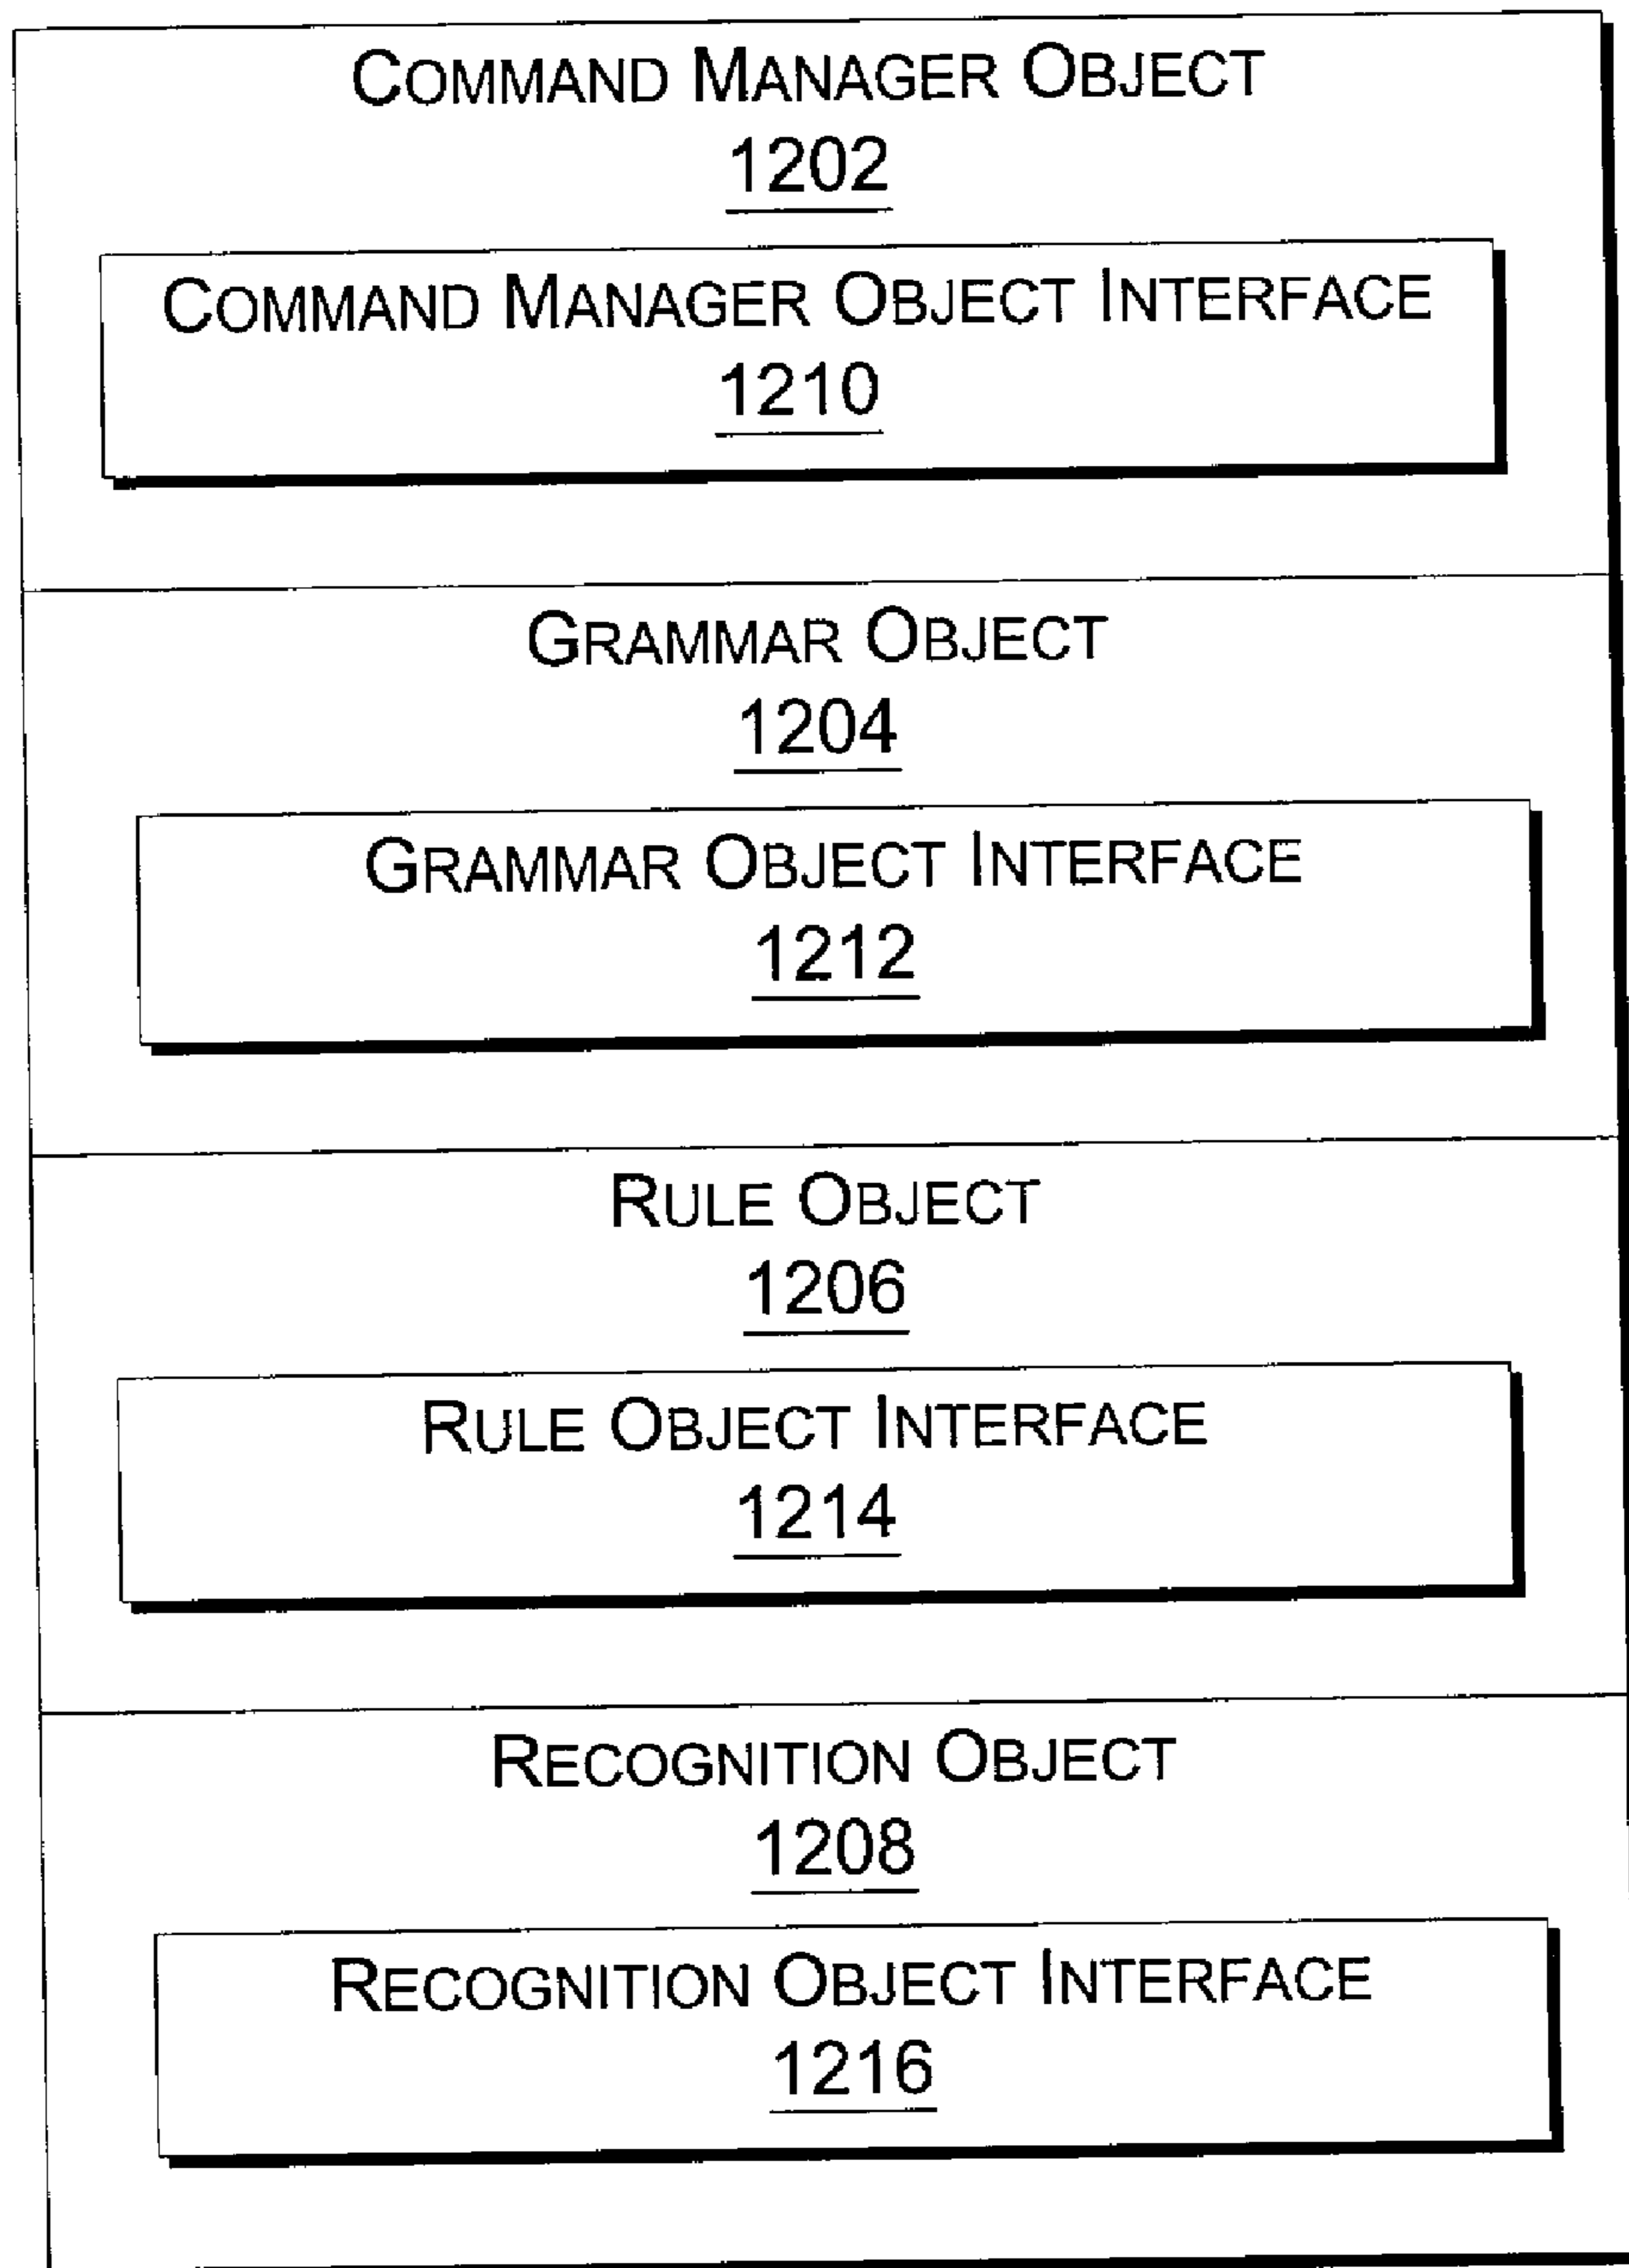 COMMAND MANAGER OBJECT
1202
COMMAND MANAGER OBJECT INTERFACE
1210
GRAMMAR OBJECT
1204
GRAMMAR OBJECT INTERFACE
1212
RULE OBJECT
1206
RULE OBJECT INTERFACE
1214
RECOGNITION OBJECT
1208
RECOGNITION OBJECT INTERFACE
1216